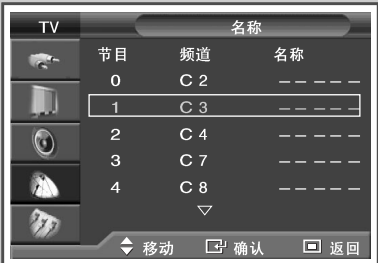 TV 名称
节目 频道 名称
0 C 2 – – – – –
1 C 3 – – – – –
2 C 4 – – – – –
3 C 7 – – – – –
4 C 8 – – – – –
移动 确认 返回